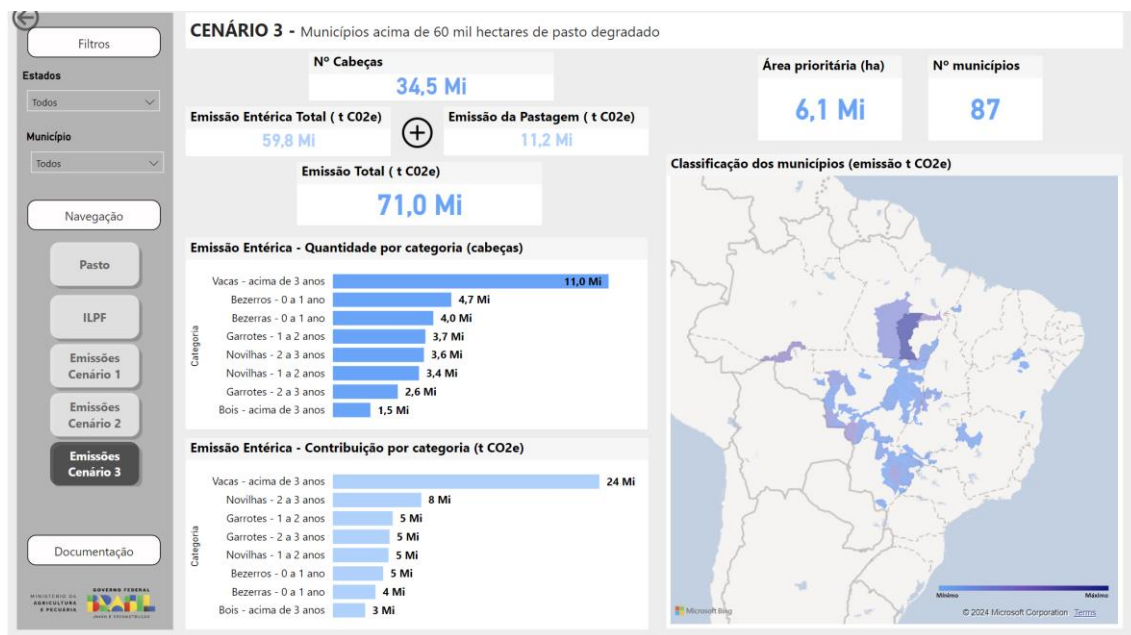 Filtros
Estados
Todos
Município
Todos
Navegação
Pasto
ILPF
Emissões
Cenário 1
Emissões
Cenário 2
Emissões
Cenário 3
Documentação
MINISTÉRIO DA
AGRICULTURA
E PECUÁRIA
GOVERNO FEDERAL
BRASIL
UNIÃO E RECONSTRUÇÃO
CENÁRIO 3 - Municípios acima de 60 mil hectares de pasto degradado
Nº Cabeças
34,5 Mi
Emissão Entérica Total ( t C02e)
59,8 Mi
Emissão da Pastagem ( t C02e)
11,2 Mi
Emissão Total ( t C02e)
71,0 Mi
Área prioritária (ha)
6,1 Mi
Nº municípios
87
Emissão Entérica - Quantidade por categoria (cabeças)
Categoria
Vacas - acima de 3 anos 11,0 Mi
Bezerros - 0 a 1 ano 4,7 Mi
Bezerras - 0 a 1 ano 4,0 Mi
Garrotes - 1 a 2 anos 3,7 Mi
Novilhas - 2 a 3 anos 3,6 Mi
Novilhas - 1 a 2 anos 3,4 Mi
Garrotes - 2 a 3 anos 2,6 Mi
Bois - acima de 3 anos 1,5 Mi
Emissão Entérica - Contribuição por categoria (t CO2e)
Categoria
Vacas - acima de 3 anos 24 Mi
Novilhas - 2 a 3 anos 8 Mi
Garrotes - 1 a 2 anos 5 Mi
Garrotes - 2 a 3 anos 5 Mi
Novilhas - 1 a 2 anos 5 Mi
Bezerros - 0 a 1 ano 5 Mi
Bezerras - 0 a 1 ano 4 Mi
Bois - acima de 3 anos 3 Mi
Classificação dos municípios (emissão t CO2e)
Mínimo Máximo
Microsoft Bing
© 2024 Microsoft Corporation Terms